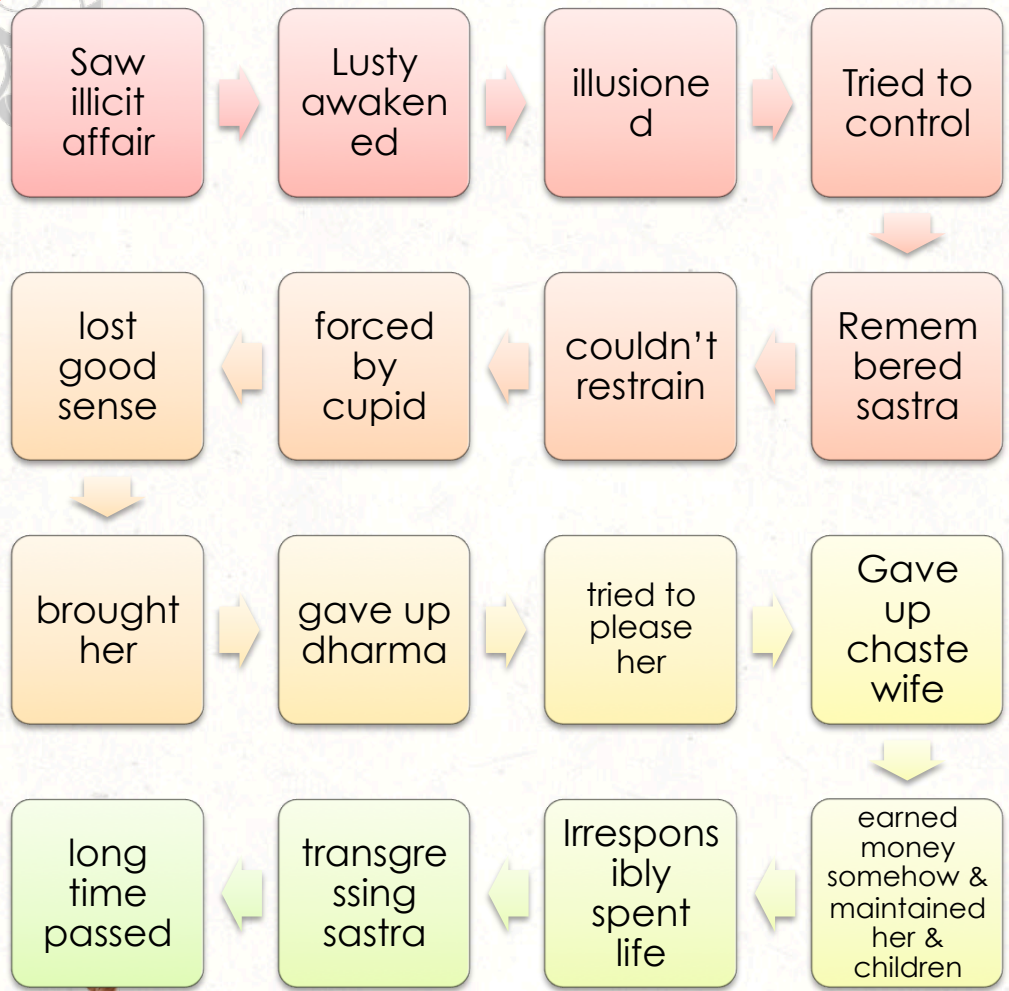 Saw
illicit
affair
Lusty
awaken
ed
illusione
d
Tried to
control
Remem
bered
sastra
couldn't
restrain
forced
by
cupid
lost
good
sense
brought
her
gave up
dharma
tried to
please
her
Gave
up
chaste
wife
earned
money
somehow &
maintained
her &
children
Irrespons
ibly
spent
life
transgre
ssing
sastra
long
time
passed